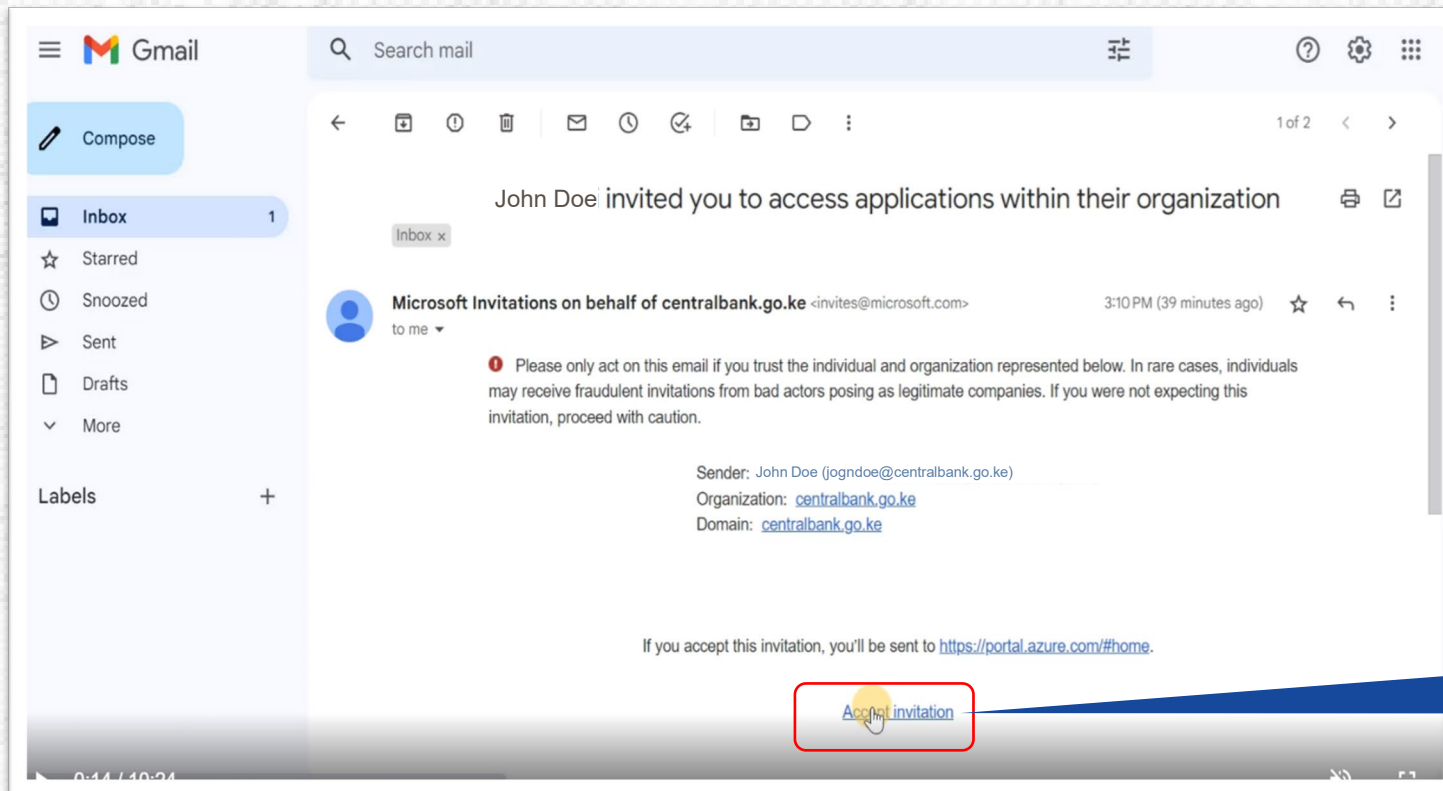 Gmail
Search mail
Compose
1 of 2
Inbox 1
Starred
Snoozed
Sent
Drafts
More
Labels +
John Doe invited you to access applications within their organization
Inbox x
Microsoft Invitations on behalf of centralbank.go.ke <invites@microsoft.com> 3:10 PM (39 minutes ago)
to me
Please only act on this email if you trust the individual and organization represented below. In rare cases, individuals
may receive fraudulent invitations from bad actors posing as legitimate companies. If you were not expecting this
invitation, proceed with caution.
Sender: John Doe (jogndoe@centralbank.go.ke)
Organization: centralbank.go.ke
Domain: centralbank.go.ke
If you accept this invitation, you'll be sent to https://portal.azure.com/#home.
Accept invitation
0:14 / 10:24